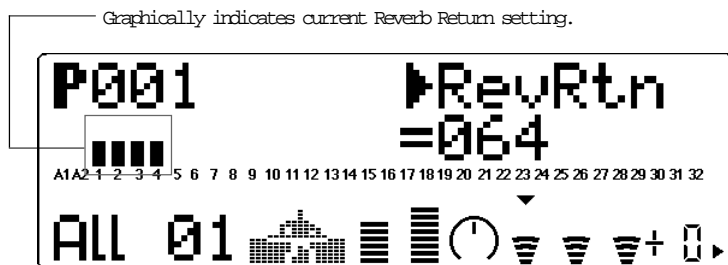 Graphically indicates current Reverb Return setting.
P001 ▶RevRtn
=064
A1 A2 1 2 3 4 5 6 7 8 9 10 11 12 13 14 15 16 17 18 19 20 21 22 23 24 25 26 27 28 29 30 31 32
All 01 + 0